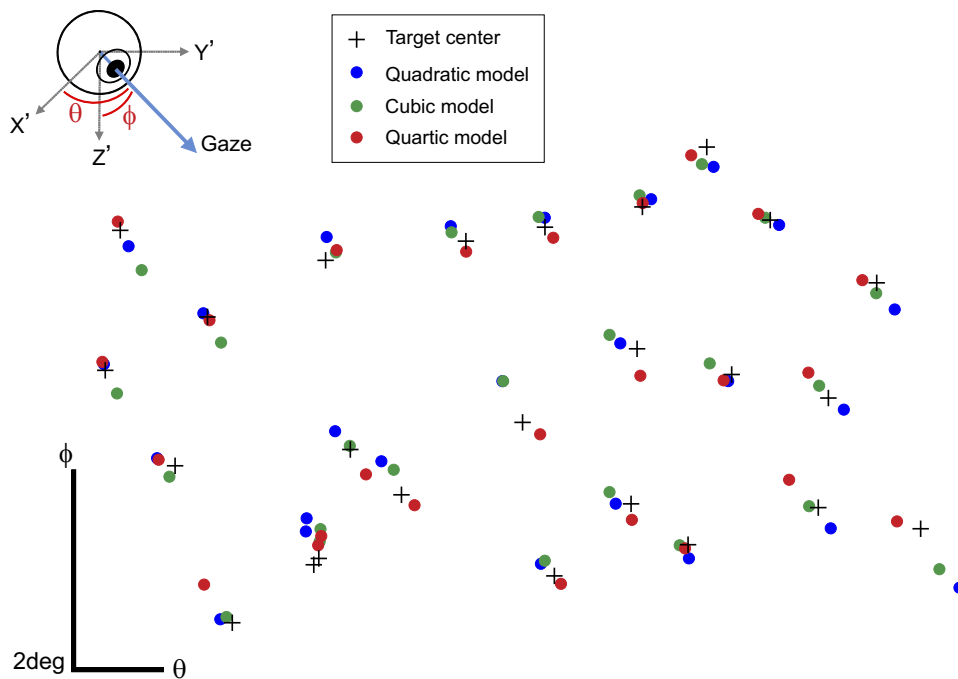 Target center
Quadratic model
Cubic model
Quartic model
Y'
X'
θ
ϕ
Z'
Gaze
ϕ
2deg
θ